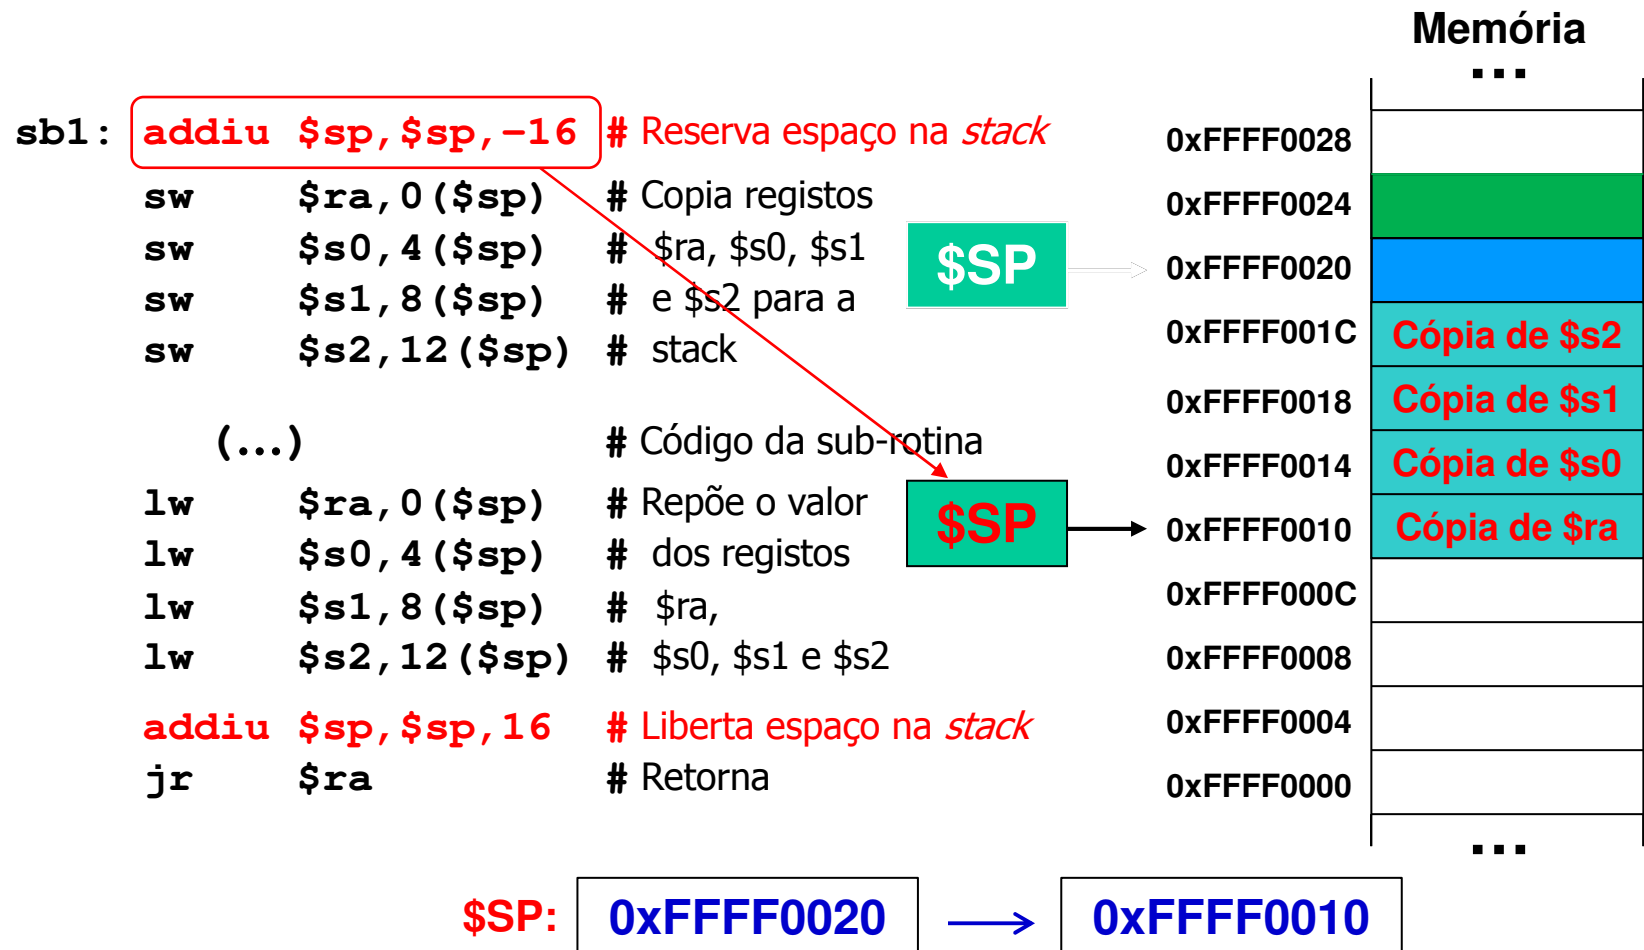 Memória
...
sb1: addiu $sp,$sp,-16 # Reserva espaço na stack
sw $ra,0($sp) # Copia registos
sw $s0,4($sp) # $ra, $s0, $s1
sw $s1,8($sp) # e $s2 para a
sw $s2,12($sp) # stack
(...) # Código da sub-rotina
lw $ra,0($sp) # Repõe o valor
lw $s0,4($sp) # dos registos
lw $s1,8($sp) # $ra,
lw $s2,12($sp) # $s0, $s1 e $s2
addiu $sp,$sp,16 # Liberta espaço na stack
jr $ra # Retorna
$SP
$SP
0xFFFF0028
0xFFFF0024
0xFFFF0020
0xFFFF001C Cópia de $s2
0xFFFF0018 Cópia de $s1
0xFFFF0014 Cópia de $s0
0xFFFF0010 Cópia de $ra
0xFFFF000C
0xFFFF0008
0xFFFF0004
0xFFFF0000
...
$SP: 0xFFFF0020 → 0xFFFF0010